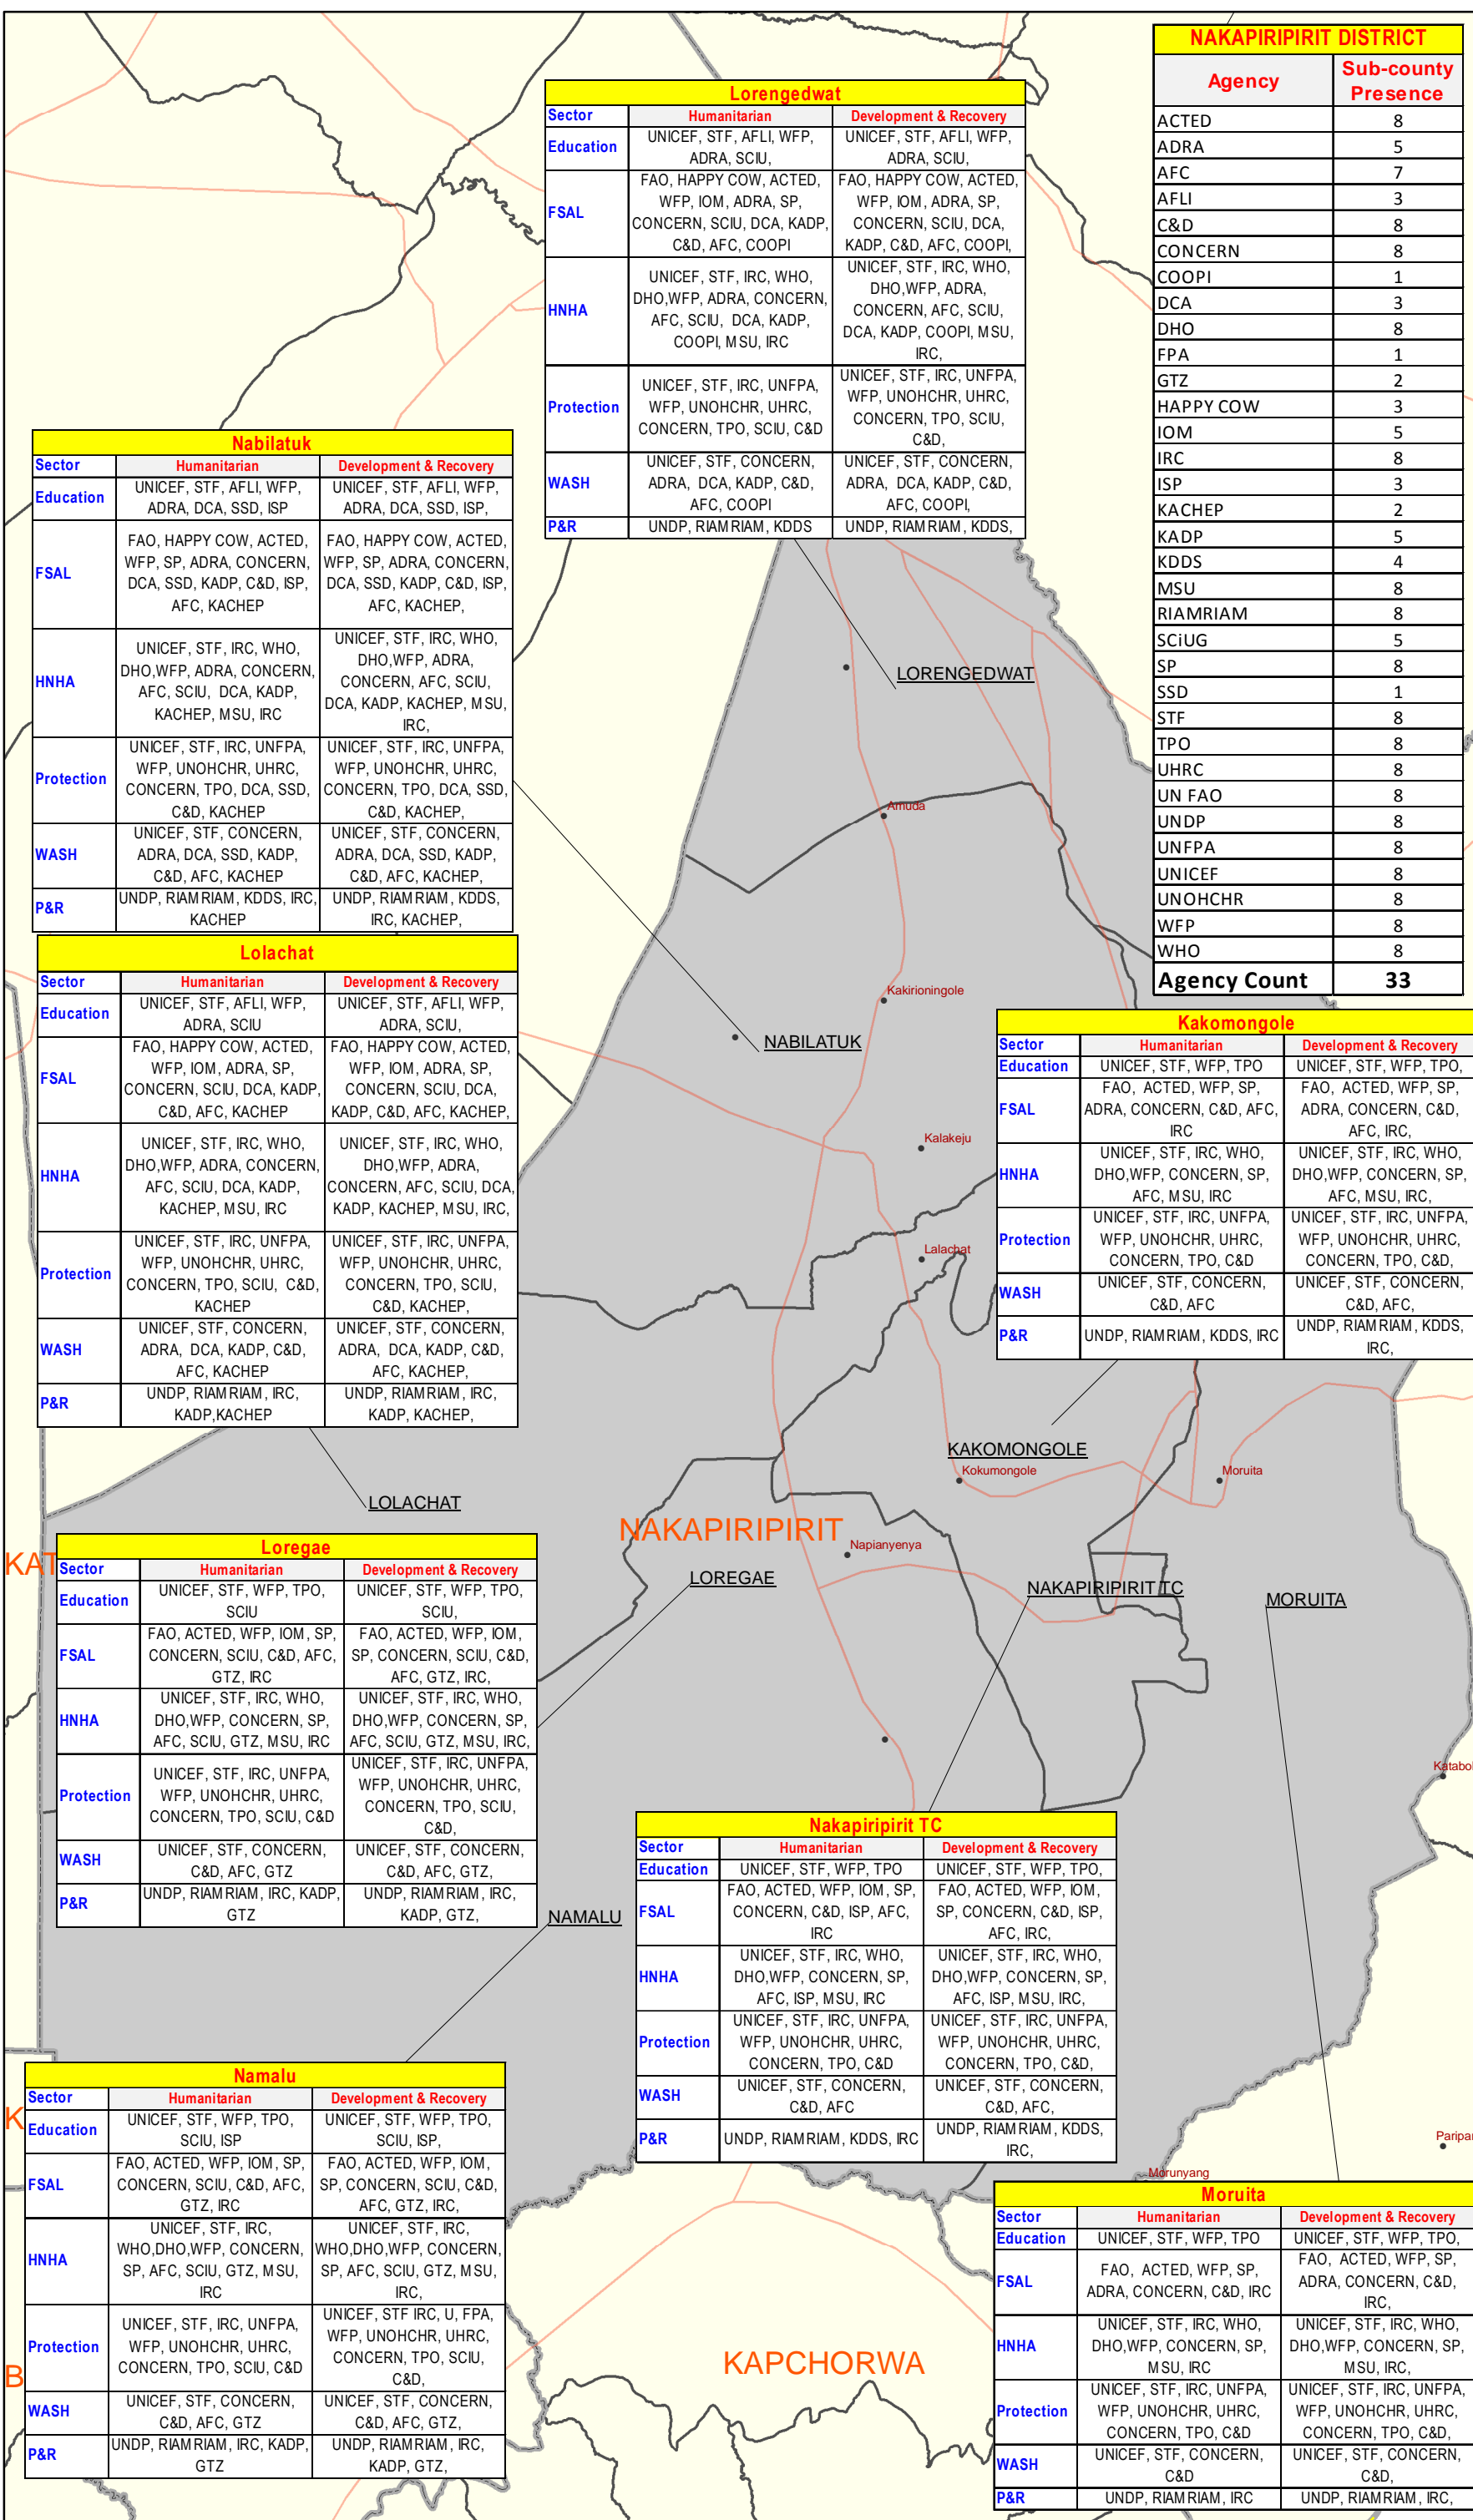 NAKAPIRIPIRIT DISTRICT
Agency
Sub-county
Presence
ACTED 8
ADRA 5
AFC 7
AFLI 3
C&D 8
CONCERN 8
COOPI 1
DCA 3
DHO 8
FPA 1
GTZ 2
HAPPY COW 3
IOM 5
IRC 8
ISP 3
KACHEP 2
KADP 5
KDDS 4
MSU 8
RIAMRIAM 8
SCiUG 5
SP 8
SSD 1
STF 8
TPO 8
UHRC 8
UN FAO 8
UNDP 8
UNFPA 8
UNICEF 8
UNOHCHR 8
WFP 8
WHO 8
Agency Count 33
Lorengedwat
Sector Humanitarian Development & Recovery
Education
UNICEF, STF, AFLI, WFP,
ADRA, SCIU,
UNICEF, STF, AFLI, WFP,
ADRA, SCIU,
FSAL
FAO, HAPPY COW, ACTED,
WFP, IOM, ADRA, SP,
CONCERN, SCIU, DCA, KADP,
C&D, AFC, COOPI
FAO, HAPPY COW, ACTED,
WFP, IOM, ADRA, SP,
CONCERN, SCIU, DCA,
KADP, C&D, AFC, COOPI,
HNHA
UNICEF, STF, IRC, WHO,
DHO,WFP, ADRA, CONCERN,
AFC, SCIU, DCA, KADP,
COOPI, MSU, IRC
UNICEF, STF, IRC, WHO,
DHO,WFP, ADRA,
CONCERN, AFC, SCIU,
DCA, KADP, COOPI, MSU,
IRC,
Protection
UNICEF, STF, IRC, UNFPA,
WFP, UNOHCHR, UHRC,
CONCERN, TPO, SCIU, C&D
UNICEF, STF, IRC, UNFPA,
WFP, UNOHCHR, UHRC,
CONCERN, TPO, SCIU,
C&D,
WASH
UNICEF, STF, CONCERN,
ADRA, DCA, KADP, C&D,
AFC, COOPI
UNICEF, STF, CONCERN,
ADRA, DCA, KADP, C&D,
AFC, COOPI,
P&R
UNDP, RIAMRIAM, KDDS
UNDP, RIAMRIAM, KDDS,
Nabilatuk
Sector Humanitarian Development & Recovery
Education
UNICEF, STF, AFLI, WFP,
ADRA, DCA, SSD, ISP
UNICEF, STF, AFLI, WFP,
ADRA, DCA, SSD, ISP,
FSAL
FAO, HAPPY COW, ACTED,
WFP, SP, ADRA, CONCERN,
DCA, SSD, KADP, C&D, ISP,
AFC, KACHEP
FAO, HAPPY COW, ACTED,
WFP, SP, ADRA, CONCERN,
DCA, SSD, KADP, C&D, ISP,
AFC, KACHEP,
HNHA
UNICEF, STF, IRC, WHO,
DHO,WFP, ADRA, CONCERN,
AFC, SCIU, DCA, KADP,
KACHEP, MSU, IRC
UNICEF, STF, IRC, WHO,
DHO,WFP, ADRA,
CONCERN, AFC, SCIU,
DCA, KADP, KACHEP, MSU,
IRC,
Protection
UNICEF, STF, IRC, UNFPA,
WFP, UNOHCHR, UHRC,
CONCERN, TPO, DCA, SSD,
C&D, KACHEP
UNICEF, STF, IRC, UNFPA,
WFP, UNOHCHR, UHRC,
CONCERN, TPO, DCA, SSD,
C&D, KACHEP,
WASH
UNICEF, STF, CONCERN,
ADRA, DCA, SSD, KADP,
C&D, AFC, KACHEP
UNICEF, STF, CONCERN,
ADRA, DCA, SSD, KADP,
C&D, AFC, KACHEP,
P&R
UNDP, RIAMRIAM, KDDS, IRC,
KACHEP
UNDP, RIAMRIAM, KDDS,
IRC, KACHEP,
LORENGEDWAT
Amuda
Lolachat
Sector Humanitarian Development & Recovery
Education
UNICEF, STF, AFLI, WFP,
ADRA, SCIU
UNICEF, STF, AFLI, WFP,
ADRA, SCIU,
FSAL
FAO, HAPPY COW, ACTED,
WFP, IOM, ADRA, SP,
CONCERN, SCIU, DCA, KADP,
C&D, AFC, KACHEP
FAO, HAPPY COW, ACTED,
WFP, IOM, ADRA, SP,
CONCERN, SCIU, DCA,
KADP, C&D, AFC, KACHEP,
HNHA
UNICEF, STF, IRC, WHO,
DHO,WFP, ADRA, CONCERN,
AFC, SCIU, DCA, KADP,
KACHEP, MSU, IRC
UNICEF, STF, IRC, WHO,
DHO,WFP, ADRA,
CONCERN, AFC, SCIU, DCA,
KADP, KACHEP, MSU, IRC,
Protection
UNICEF, STF, IRC, UNFPA,
WFP, UNOHCHR, UHRC,
CONCERN, TPO, SCIU, C&D,
KACHEP
UNICEF, STF, IRC, UNFPA,
WFP, UNOHCHR, UHRC,
CONCERN, TPO, SCIU,
C&D, KACHEP,
WASH
UNICEF, STF, CONCERN,
ADRA, DCA, KADP, C&D,
AFC, KACHEP
UNICEF, STF, CONCERN,
ADRA, DCA, KADP, C&D,
AFC, KACHEP,
P&R
UNDP, RIAMRIAM, IRC,
KADP,KACHEP
UNDP, RIAMRIAM, IRC,
KADP, KACHEP,
Kakirioningole
NABILATUK
Kalakeju
Lalachat
Kakomongole
Sector Humanitarian Development & Recovery
Education
UNICEF, STF, WFP, TPO
UNICEF, STF, WFP, TPO,
FSAL
FAO, ACTED, WFP, SP,
ADRA, CONCERN, C&D, AFC,
IRC
FAO, ACTED, WFP, SP,
ADRA, CONCERN, C&D,
AFC, IRC,
HNHA
UNICEF, STF, IRC, WHO,
DHO,WFP, CONCERN, SP,
AFC, MSU, IRC
UNICEF, STF, IRC, WHO,
DHO,WFP, CONCERN, SP,
AFC, MSU, IRC,
Protection
UNICEF, STF, IRC, UNFPA,
WFP, UNOHCHR, UHRC,
CONCERN, TPO, C&D
UNICEF, STF, IRC, UNFPA,
WFP, UNOHCHR, UHRC,
CONCERN, TPO, C&D,
WASH
UNICEF, STF, CONCERN,
C&D, AFC
UNICEF, STF, CONCERN,
C&D, AFC,
P&R
UNDP, RIAMRIAM, KDDS, IRC
UNDP, RIAMRIAM, KDDS,
IRC,
KAKOMONGOLE
Kokumongole
Moruita
LOLACHAT
NAKAPIRIPIRIT
Napianyenya
LOREGAE
NAKAPIRIPIRIT TC
MORUITA
KAT
Loregae
Sector Humanitarian Development & Recovery
Education
UNICEF, STF, WFP, TPO,
SCIU
UNICEF, STF, WFP, TPO,
SCIU,
FSAL
FAO, ACTED, WFP, IOM, SP,
CONCERN, SCIU, C&D, AFC,
GTZ, IRC
FAO, ACTED, WFP, IOM,
SP, CONCERN, SCIU, C&D,
AFC, GTZ, IRC,
HNHA
UNICEF, STF, IRC, WHO,
DHO,WFP, CONCERN, SP,
AFC, SCIU, GTZ, MSU, IRC
UNICEF, STF, IRC, WHO,
DHO,WFP, CONCERN, SP,
AFC, SCIU, GTZ, MSU, IRC,
Protection
UNICEF, STF, IRC, UNFPA,
WFP, UNOHCHR, UHRC,
CONCERN, TPO, SCIU, C&D
UNICEF, STF, IRC, UNFPA,
WFP, UNOHCHR, UHRC,
CONCERN, TPO, SCIU,
C&D,
WASH
UNICEF, STF, CONCERN,
C&D, AFC, GTZ
UNICEF, STF, CONCERN,
C&D, AFC, GTZ,
P&R
UNDP, RIAMRIAM, IRC, KADP,
GTZ
UNDP, RIAMRIAM, IRC,
KADP, GTZ,
Katabok
NAMALU
Nakapiripirit TC
Sector Humanitarian Development & Recovery
Education
UNICEF, STF, WFP, TPO
UNICEF, STF, WFP, TPO,
FSAL
FAO, ACTED, WFP, IOM, SP,
CONCERN, C&D, ISP, AFC,
IRC
FAO, ACTED, WFP, IOM,
SP, CONCERN, C&D, ISP,
AFC, IRC,
HNHA
UNICEF, STF, IRC, WHO,
DHO,WFP, CONCERN, SP,
AFC, ISP, MSU, IRC
UNICEF, STF, IRC, WHO,
DHO,WFP, CONCERN, SP,
AFC, ISP, MSU, IRC,
Protection
UNICEF, STF, IRC, UNFPA,
WFP, UNOHCHR, UHRC,
CONCERN, TPO, C&D
UNICEF, STF, IRC, UNFPA,
WFP, UNOHCHR, UHRC,
CONCERN, TPO, C&D,
WASH
UNICEF, STF, CONCERN,
C&D, AFC
UNICEF, STF, CONCERN,
C&D, AFC,
P&R
UNDP, RIAMRIAM, KDDS, IRC
UNDP, RIAMRIAM, KDDS,
IRC,
K
B
Namalu
Sector Humanitarian Development & Recovery
Education
UNICEF, STF, WFP, TPO,
SCIU, ISP
UNICEF, STF, WFP, TPO,
SCIU, ISP,
FSAL
FAO, ACTED, WFP, IOM, SP,
CONCERN, SCIU, C&D, AFC,
GTZ, IRC
FAO, ACTED, WFP, IOM,
SP, CONCERN, SCIU, C&D,
AFC, GTZ, IRC,
HNHA
UNICEF, STF, IRC,
WHO,DHO,WFP, CONCERN,
SP, AFC, SCIU, GTZ, MSU,
IRC
UNICEF, STF, IRC,
WHO,DHO,WFP, CONCERN,
SP, AFC, SCIU, GTZ, MSU,
IRC,
Protection
UNICEF, STF, IRC, UNFPA,
WFP, UNOHCHR, UHRC,
CONCERN, TPO, SCIU, C&D
UNICEF, STF IRC, U, FPA,
WFP, UNOHCHR, UHRC,
CONCERN, TPO, SCIU,
C&D,
WASH
UNICEF, STF, CONCERN,
C&D, AFC, GTZ
UNICEF, STF, CONCERN,
C&D, AFC, GTZ,
P&R
UNDP, RIAMRIAM, IRC, KADP,
GTZ
UNDP, RIAMRIAM, IRC,
KADP, GTZ,
Paripar
Morunyang
KAPCHORWA
Moruita
Sector Humanitarian Development & Recovery
Education
UNICEF, STF, WFP, TPO
UNICEF, STF, WFP, TPO,
FSAL
FAO, ACTED, WFP, SP,
ADRA, CONCERN, C&D, IRC
FAO, ACTED, WFP, SP,
ADRA, CONCERN, C&D,
IRC,
HNHA
UNICEF, STF, IRC, WHO,
DHO,WFP, CONCERN, SP,
MSU, IRC
UNICEF, STF, IRC, WHO,
DHO,WFP, CONCERN, SP,
MSU, IRC,
Protection
UNICEF, STF, IRC, UNFPA,
WFP, UNOHCHR, UHRC,
CONCERN, TPO, C&D
UNICEF, STF, IRC, UNFPA,
WFP, UNOHCHR, UHRC,
CONCERN, TPO, C&D,
WASH
UNICEF, STF, CONCERN,
C&D
UNICEF, STF, CONCERN,
C&D,
P&R
UNDP, RIAMRIAM, IRC
UNDP, RIAMRIAM, IRC,